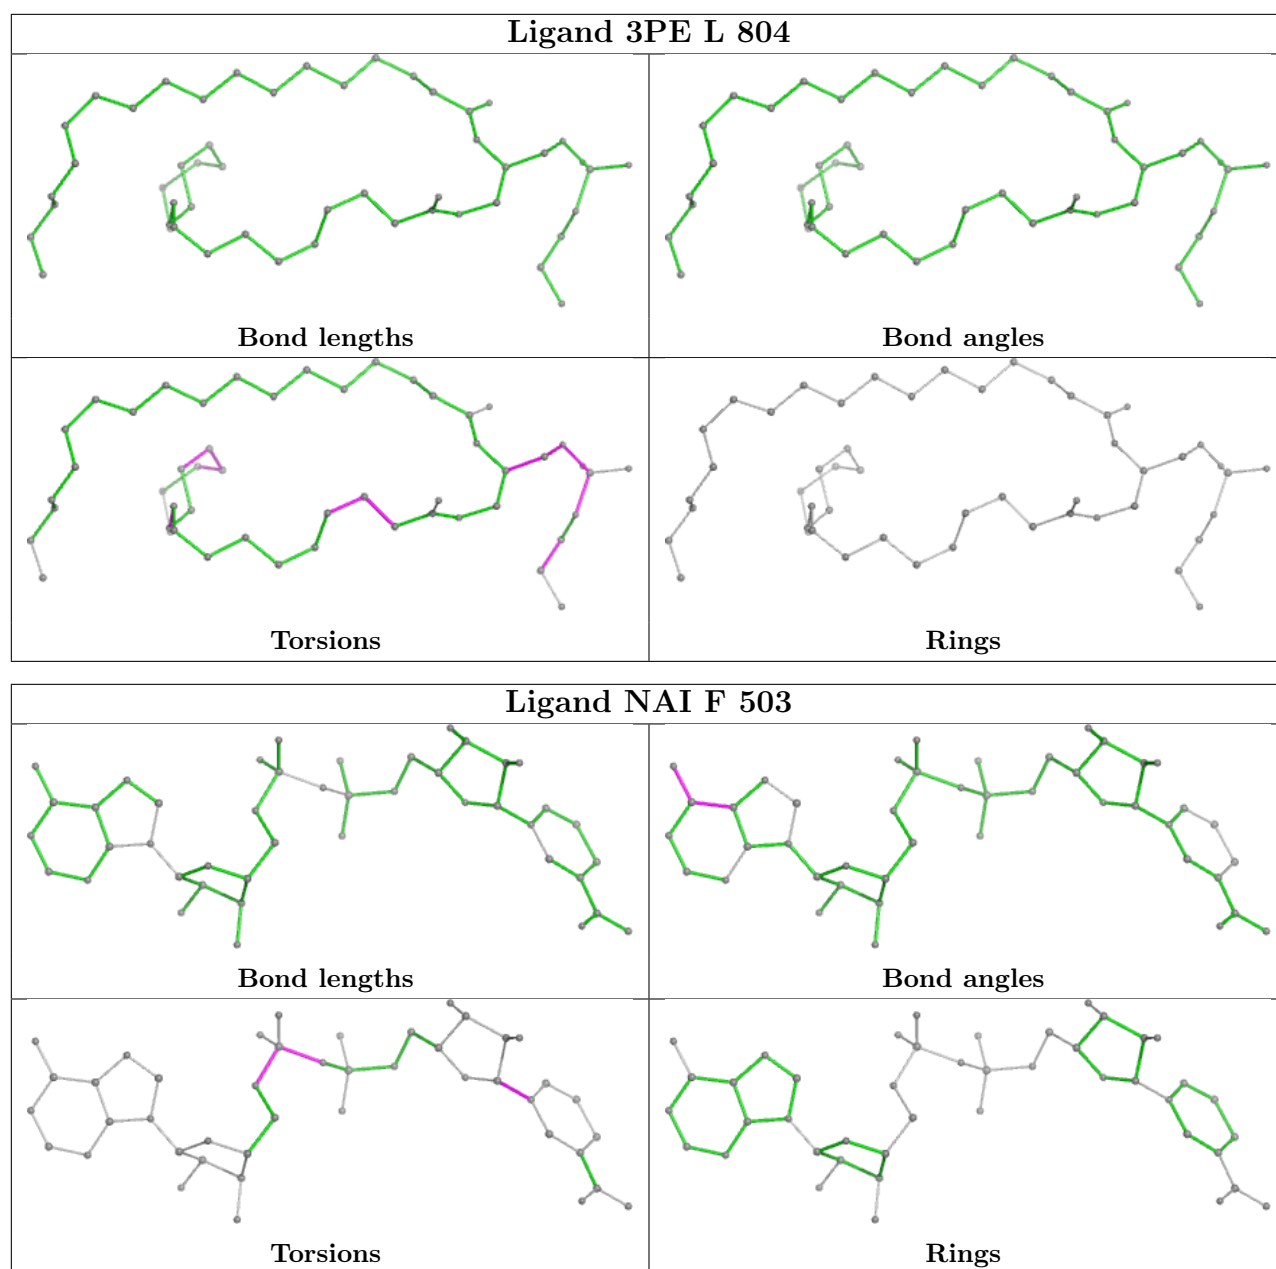 Ligand 3PE L 804
Bond lengths
Bond angles
Torsions
Rings
Ligand NAI F 503
Bond lengths
Bond angles
Torsions
Rings